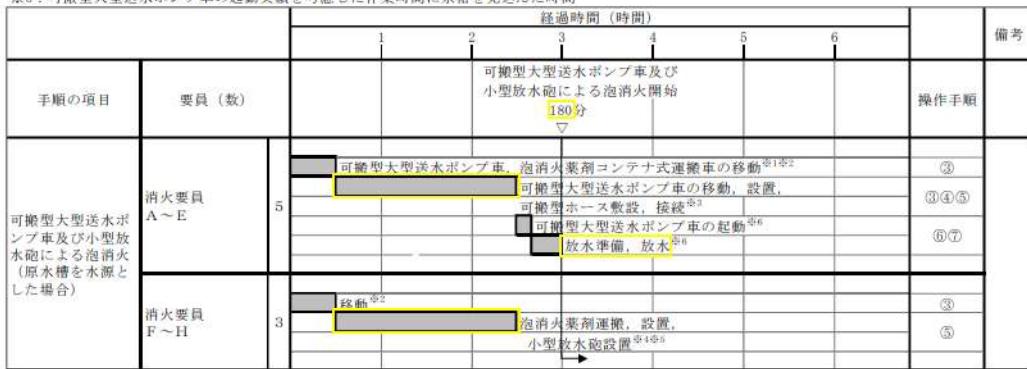 経過時間（時間）
備考
1 2 3 4 5 6
手順の項目
要員（数）
可搬型大型送水ポンプ車及び
小型放水砲による泡消火開始
180分
▽
操作手順
可搬型大型送水ポンプ車及び小型放水砲による泡消火（原水槽を水源とした場合）
消火要員
A～E
5
可搬型大型送水ポンプ車，泡消火薬剤コンテナ式運搬車の移動※1※2
③
可搬型大型送水ポンプ車の移動，設置，
可搬型ホース敷設，接続※3
③④⑤
可搬型大型送水ポンプ車の起動※6
放水準備，放水※6
⑥⑦
消火要員
F～H
3
移動※2
③
泡消火薬剤運搬，設置，
小型放水砲設置※4※5
⑤